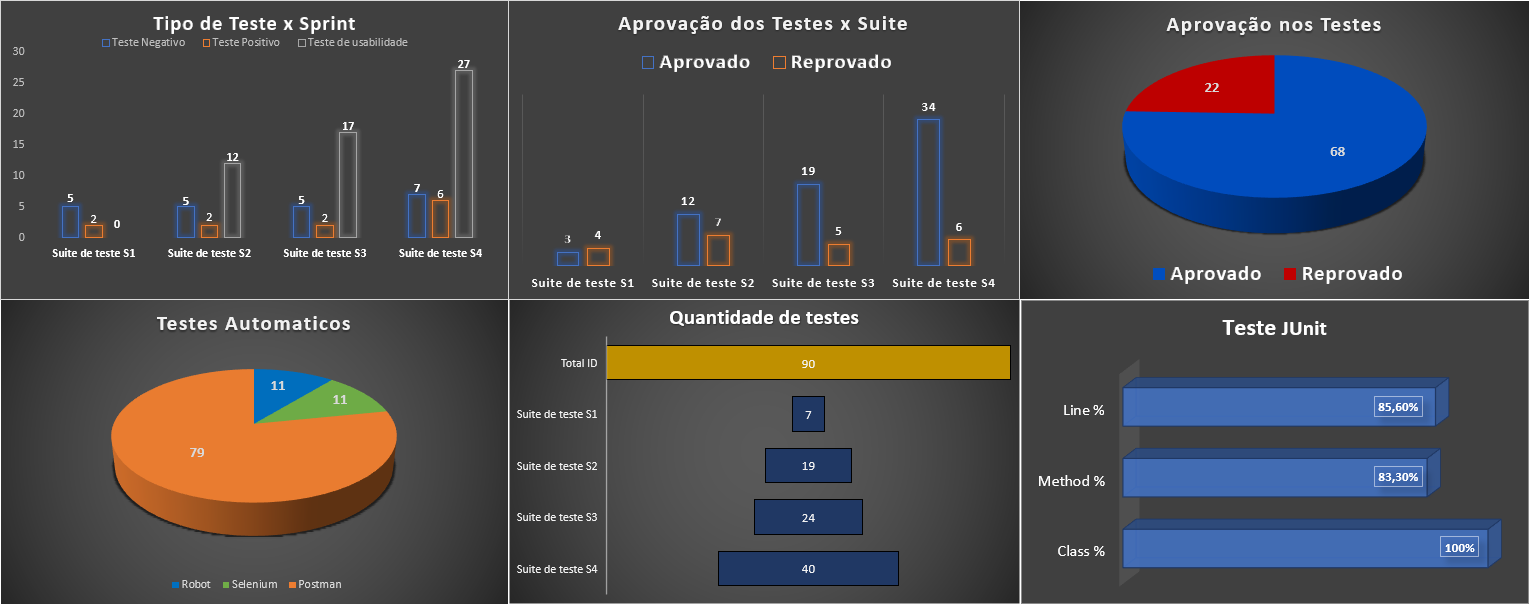 Tipo de Teste x Sprint
Teste Negativo Teste Positivo Teste de usabilidade
30
25
20
15
10
5
0
5 2 0
5 2 12
5 2 17
7 6 27
Suite de teste S1 Suite de teste S2 Suite de teste S3 Suite de teste S4
Aprovação dos Testes x Suite
Aprovado Reprovado
3 4
12 7
19 5
34 6
Suite de teste S1 Suite de teste S2 Suite de teste S3 Suite de teste S4
Aprovação nos Testes
22
68
Aprovado Reprovado
Testes Automaticos
11
11
79
Robot Selenium Postman
Quantidade de testes
Total ID 90
Suite de teste S1 7
Suite de teste S2 19
Suite de teste S3 24
Suite de teste S4 40
Teste JUnit
Line % 85,60%
Method % 83,30%
Class % 100%